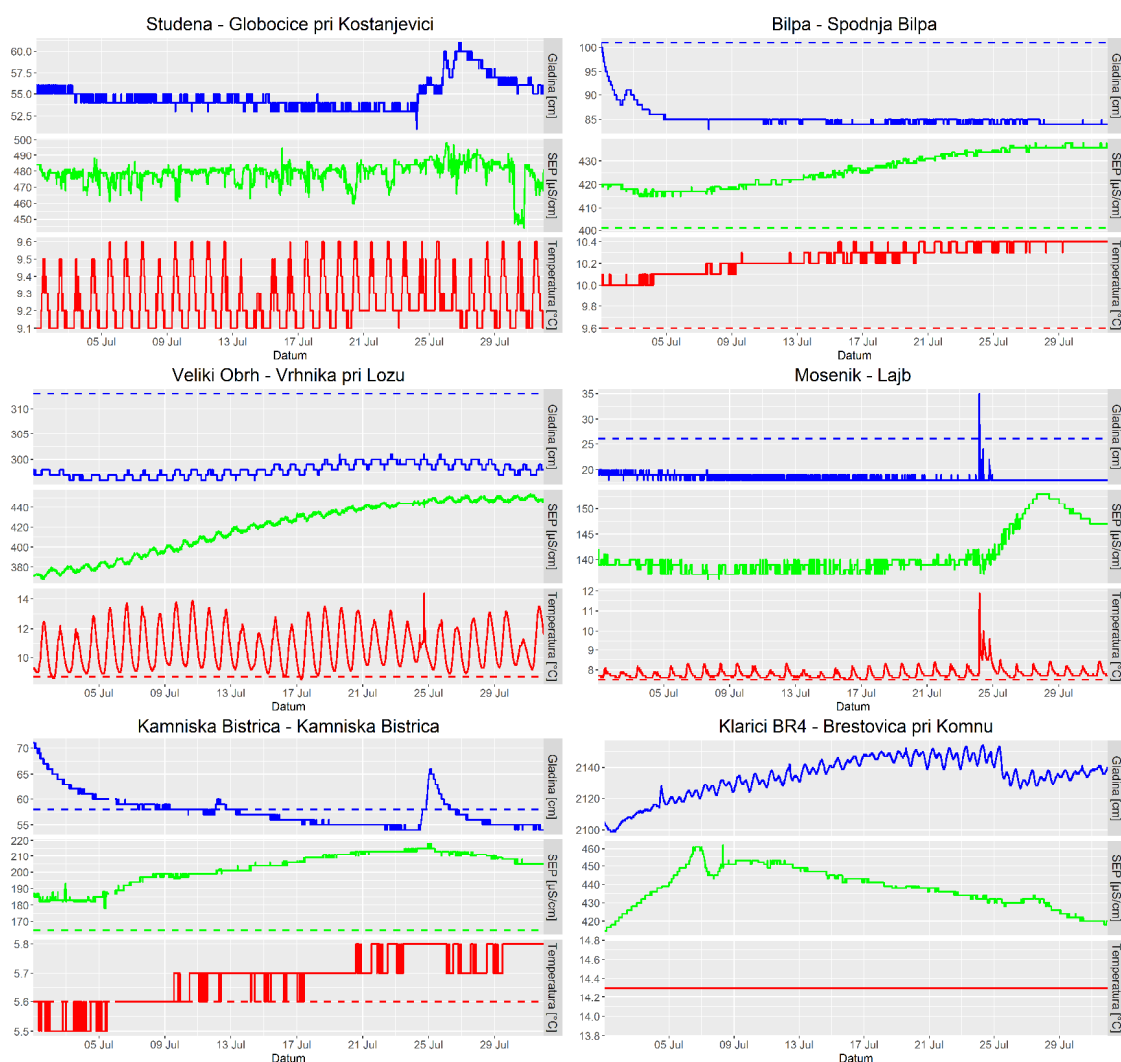 Studena - Globocice pri Kostanjevici
60.0
57.5
55.0
52.5
Gladina [cm]
500
490
480
470
460
450
SEP [µS/cm]
9.6
9.5
9.4
9.3
9.2
9.1
Temperatura [°C]
05 Jul 09 Jul 13 Jul 17 Jul 21 Jul 25 Jul 29 Jul
Datum
Bilpa - Spodnja Bilpa
100
95
90
85
Gladina [cm]
430
420
410
400
SEP [µS/cm]
10.4
10.2
10.0
9.8
9.6
Temperatura [°C]
05 Jul 09 Jul 13 Jul 17 Jul 21 Jul 25 Jul 29 Jul
Datum
Veliki Obrh - Vrhnika pri Lozu
310
305
300
Gladina [cm]
440
420
400
380
SEP [µS/cm]
14
12
10
Temperatura [°C]
05 Jul 09 Jul 13 Jul 17 Jul 21 Jul 25 Jul 29 Jul
Datum
Mosenik - Lajb
35
30
25
20
Gladina [cm]
150
145
140
SEP [µS/cm]
12
11
10
9
8
Temperatura [°C]
05 Jul 09 Jul 13 Jul 17 Jul 21 Jul 25 Jul 29 Jul
Datum
Kamniska Bistrica - Kamniska Bistrica
70
65
60
55
Gladina [cm]
220
210
200
190
180
170
SEP [µS/cm]
5.8
5.7
5.6
5.5
Temperatura [°C]
05 Jul 09 Jul 13 Jul 17 Jul 21 Jul 25 Jul 29 Jul
Datum
Klarici BR4 - Brestovica pri Komnu
2140
2120
2100
Gladina [cm]
460
450
440
430
420
SEP [µS/cm]
14.8
14.6
14.4
14.2
14.0
13.8
Temperatura [°C]
05 Jul 09 Jul 13 Jul 17 Jul 21 Jul 25 Jul 29 Jul
Datum